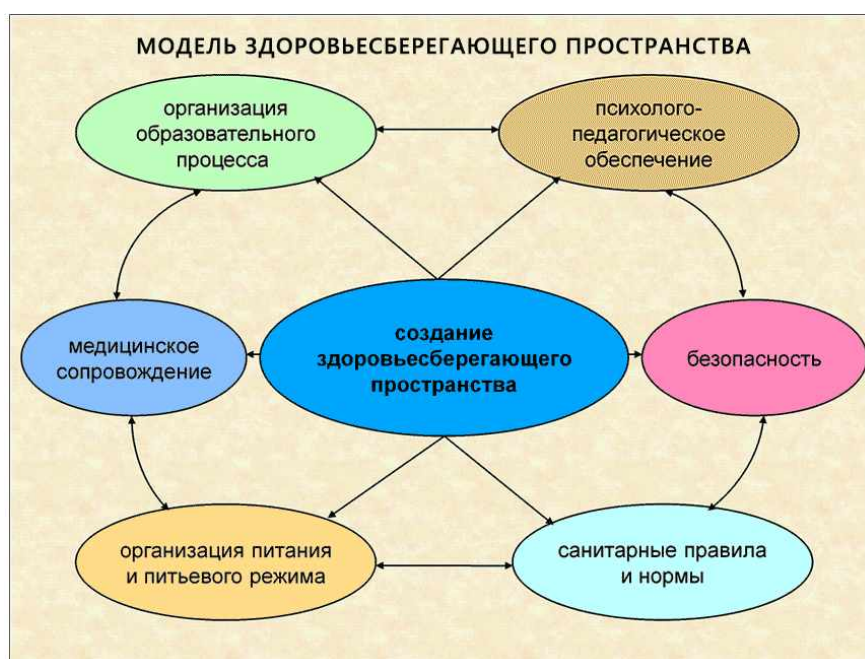 МОДЕЛЬ ЗДОРОВЬЕСБЕРЕГАЮЩЕГО ПРОСТРАНСТВА
организация
образовательного
процесса
психолого-
педагогическое
обеспечение
медицинское
сопровождение
создание
здоровьесберегающего
пространства
безопасность
организация питания
и питьевого режима
санитарные правила
и нормы